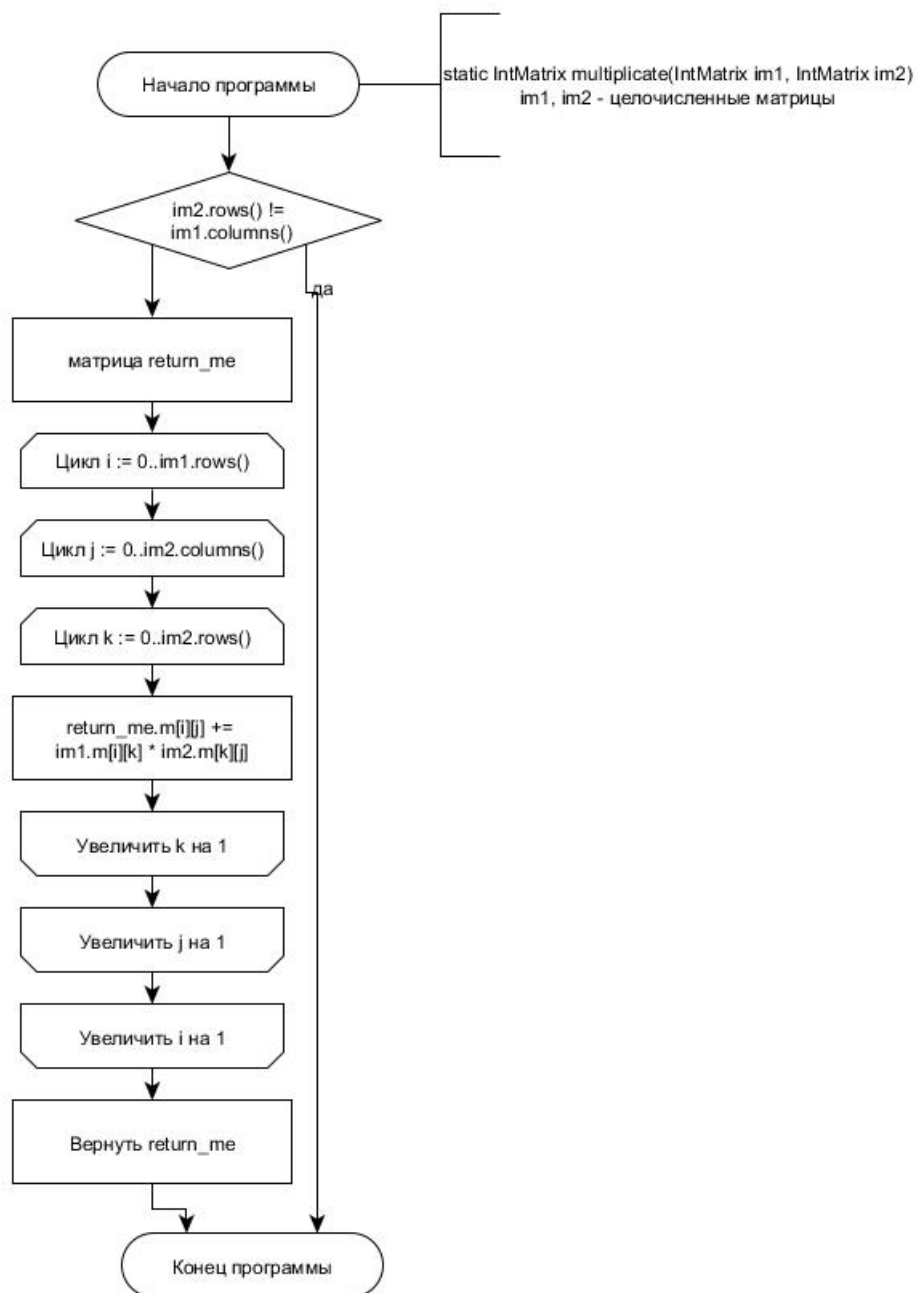 Начало программы
static IntMatrix multiplicate(IntMatrix im1, IntMatrix im2)
im1, im2 - целочисленные матрицы
im2.rows() !=
im1.columns()
да
матрица return_me
Цикл i := 0..im1.rows()
Цикл j := 0..im2.columns()
Цикл k := 0..im2.rows()
return_me.m[i][j] +=
im1.m[i][k] * im2.m[k][j]
Увеличить k на 1
Увеличить j на 1
Увеличить i на 1
Вернуть return_me
Конец программы